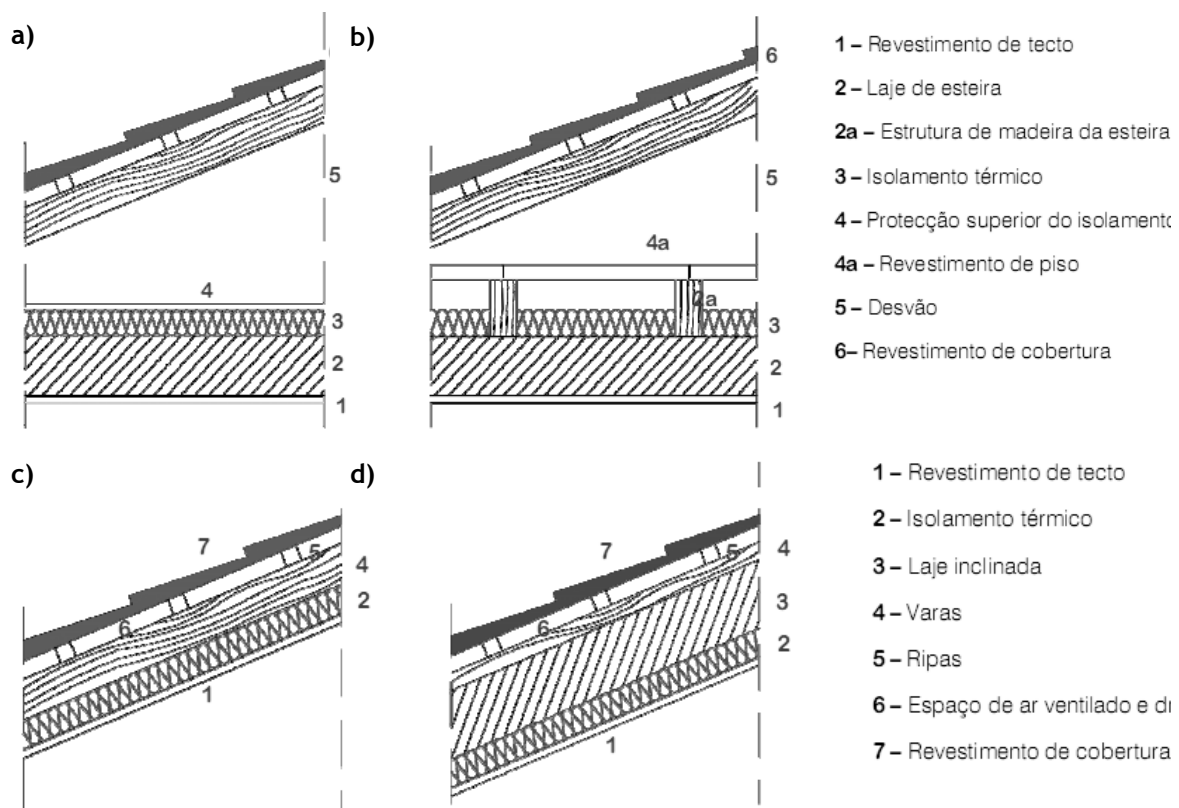 a)
b)
6
5
5
4a
4
2a
3
3
2
2
1
1
1 – Revestimento de tecto
2 – Laje de esteira
2a – Estrutura de madeira da esteira
3 – Isolamento térmico
4 – Protecção superior do isolamento
4a – Revestimento de piso
5 – Desvão
6– Revestimento de cobertura
c)
d)
7
5
4
2
6
1
7
5
4
3
2
6
1
1 – Revestimento de tecto
2 – Isolamento térmico
3 – Laje inclinada
4 – Varas
5 – Ripas
6 – Espaço de ar ventilado e
7 – Revestimento de cobertura